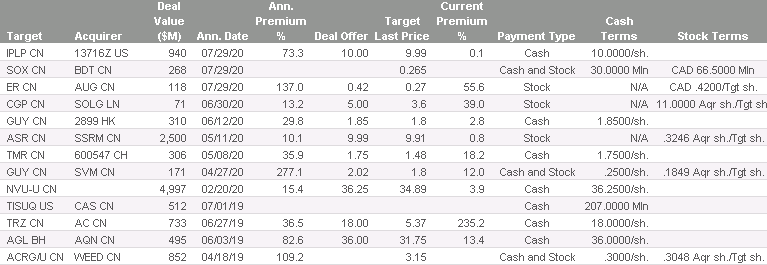 Deal Ann. Target Current
Value Premium Last Price Premium Cash
Target Acquirer ($M) Ann. Date % Deal Offer % Payment Type Terms Stock Terms
IPLP CN 13716Z US 940 07/29/20 73.3 10.00 9.99 0.1 Cash 10.0000/sh.
SOX CN BDT CN 268 07/29/20 0.265 Cash and Stock 30.0000 Mln CAD 66.5000 Mln
ER CN AUG CN 118 07/29/20 137.0 0.42 0.27 55.6 Stock N/A CAD .4200/Tgt sh.
CGP CN SOLG LN 71 06/30/20 13.2 5.00 3.6 39.0 Stock N/A 11.0000 Aqr sh./Tgt sh
GUY CN 2899 HK 310 06/12/20 29.8 1.85 1.8 2.8 Cash 1.8500/sh.
ASR CN SSRM CN 2,500 05/11/20 10.1 9.99 9.91 0.8 Stock N/A .3246 Aqr sh./Tgt sh.
TMR CN 600547 CH 306 05/08/20 35.9 1.75 1.48 18.2 Cash 1.7500/sh.
GUY CN SVM CN 171 04/27/20 277.1 2.02 1.8 12.0 Cash and Stock .2500/sh. .1849 Aqr sh./Tgt sh.
NVU-U CN 4,997 02/20/20 15.4 36.25 34.89 3.9 Cash 36.2500/sh.
TISUQ US CAS CN 512 07/01/19 Cash 207.0000 Mln
TRZ CN AC CN 733 06/27/19 36.5 18.00 5.37 235.2 Cash 18.0000/sh.
AGL BH AQN CN 495 06/03/19 82.6 36.00 31.75 13.4 Cash 36.0000/sh.
ACRG/U CN WEED CN 852 04/18/19 109.2 3.15 Cash and Stock .3000/sh. .3048 Aqr sh./Tgt sh.